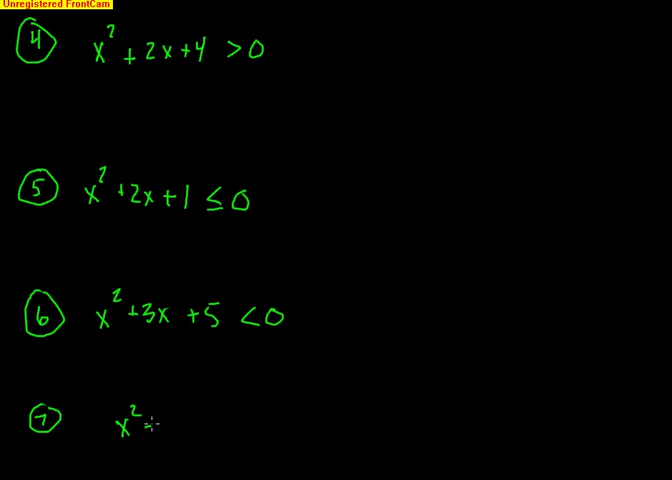 Unregistered FrontCam
4 x² + 2x + 4 > 0
5 x² + 2x + 1 ≤ 0
6 x² + 3x + 5 < 0
7 x²